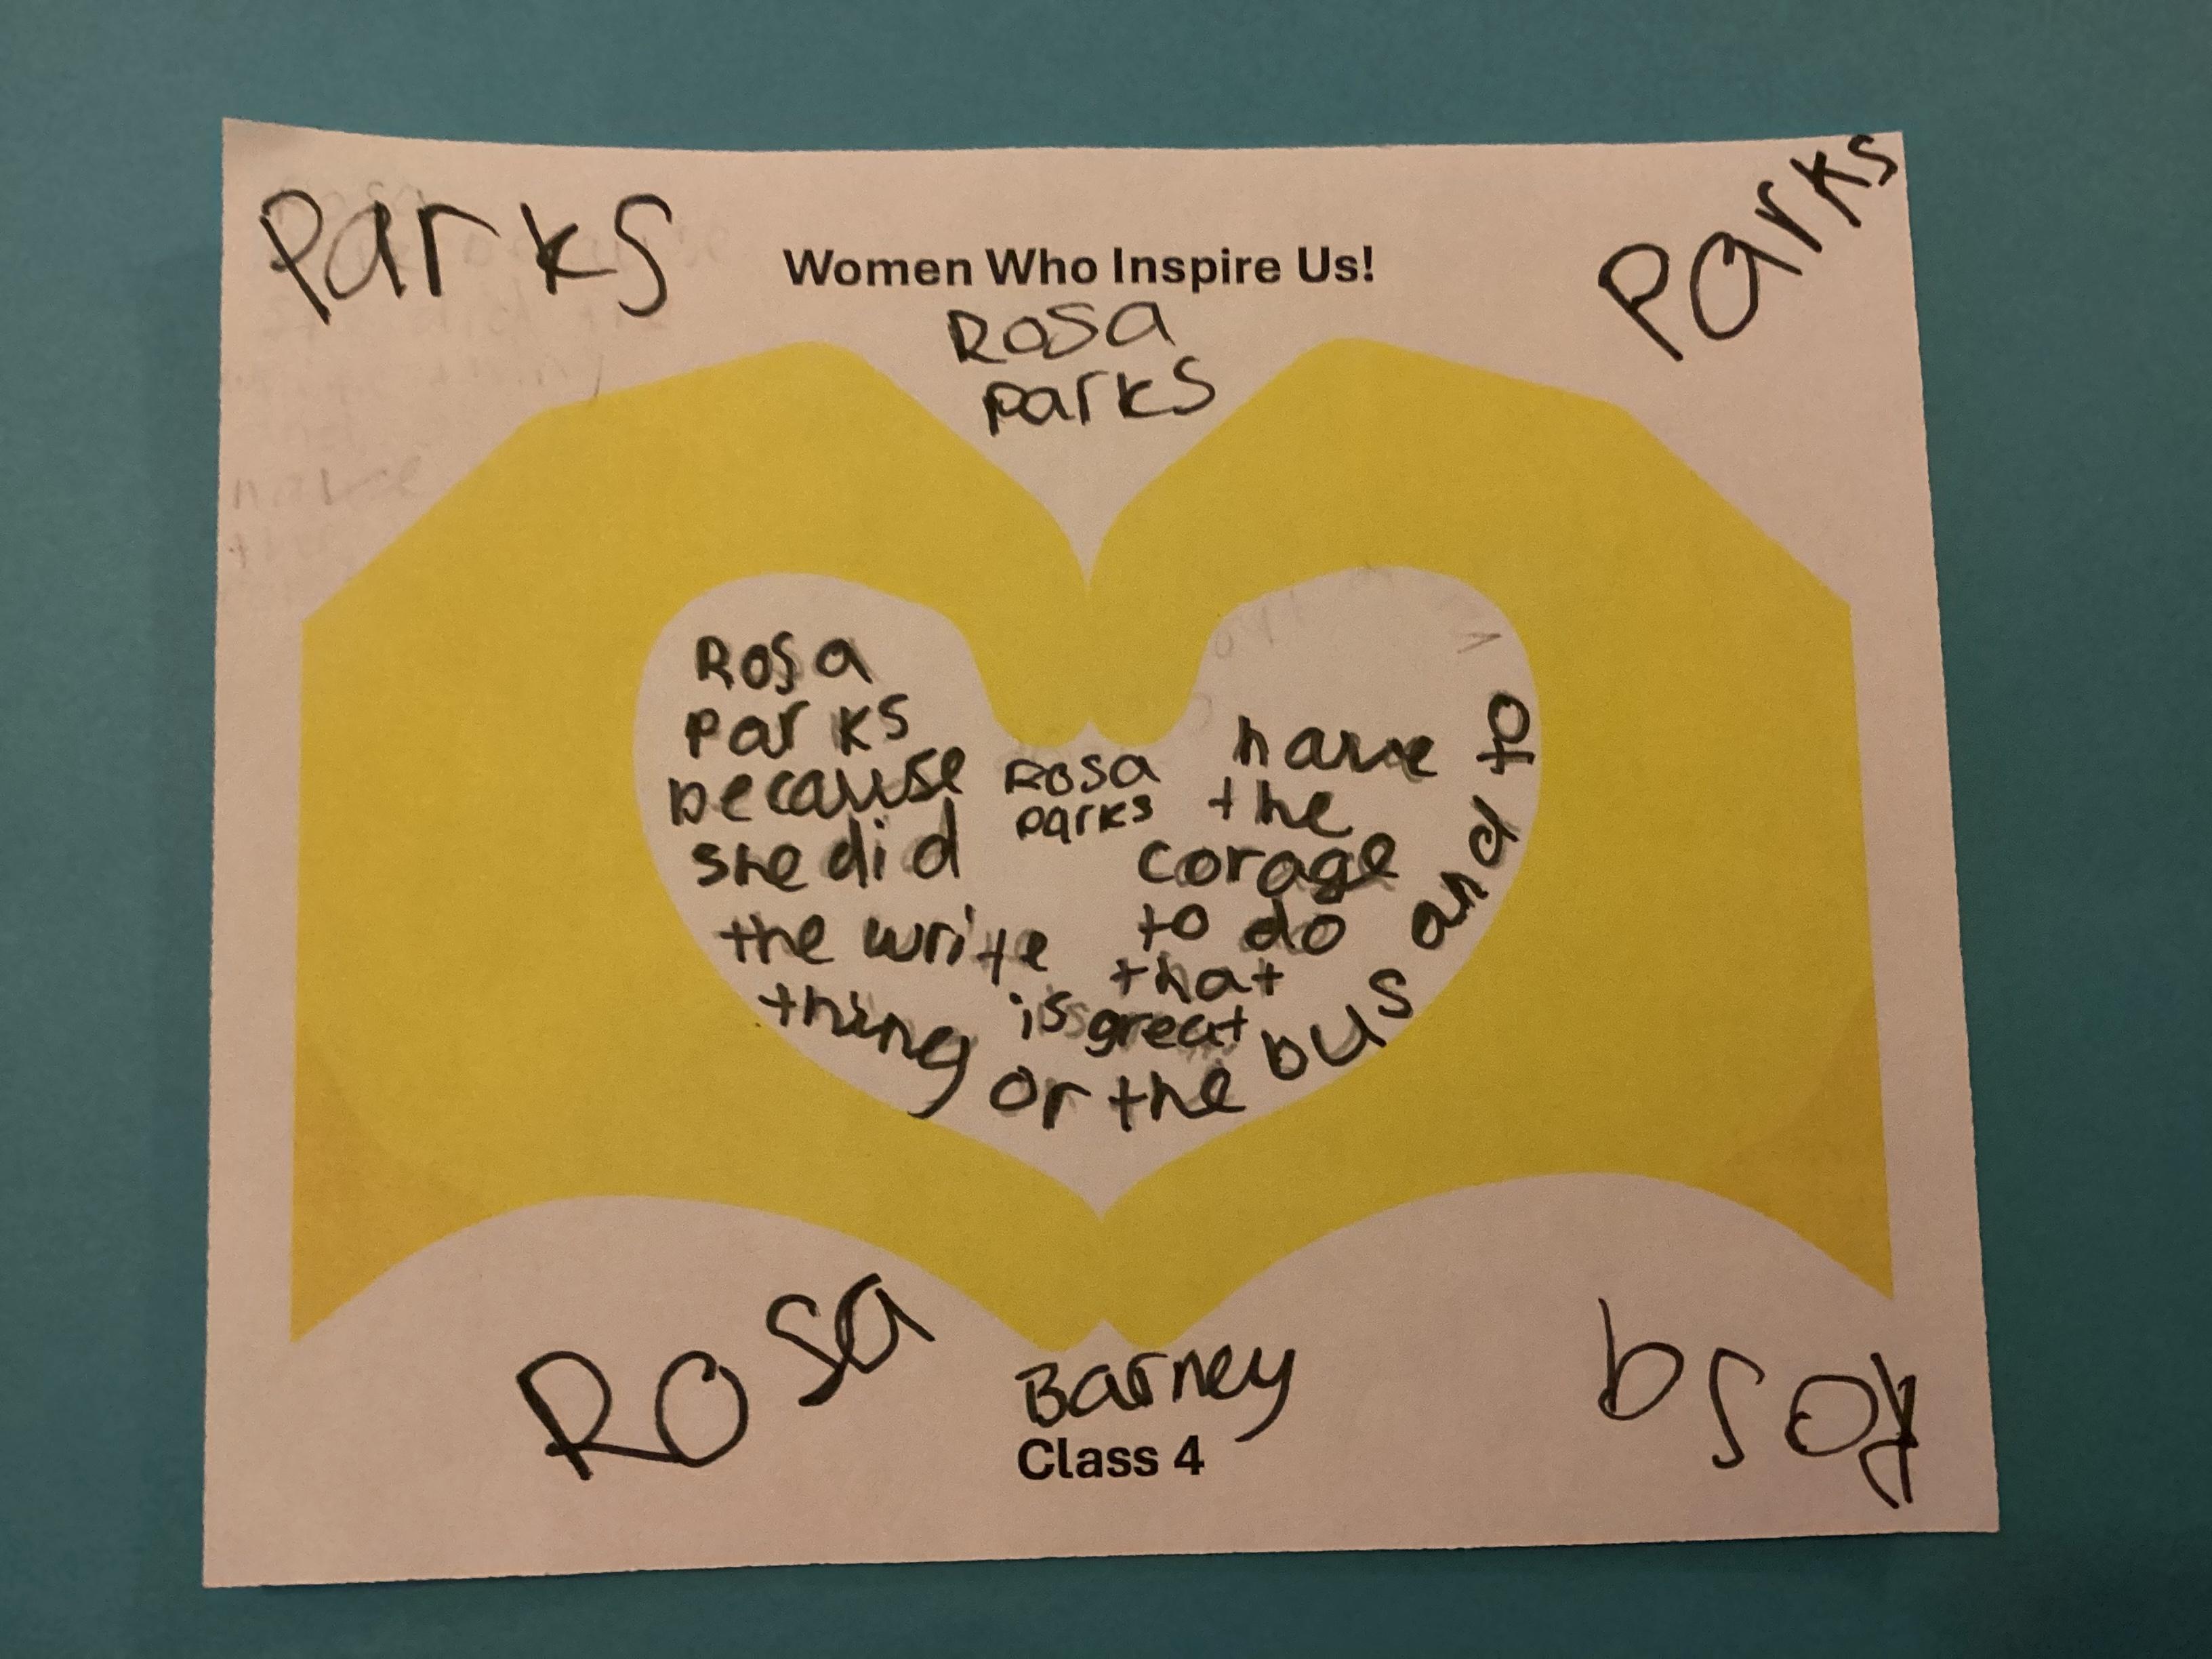 Parks
Parks
Women Who Inspire Us!
Rosa
parks
Rosa
parks
because
she did
the write
thing
or the
bus and to
have
the
corage
to do
that
is great
Rosa
parks
Rosa
Rosa
Barney
Class 4